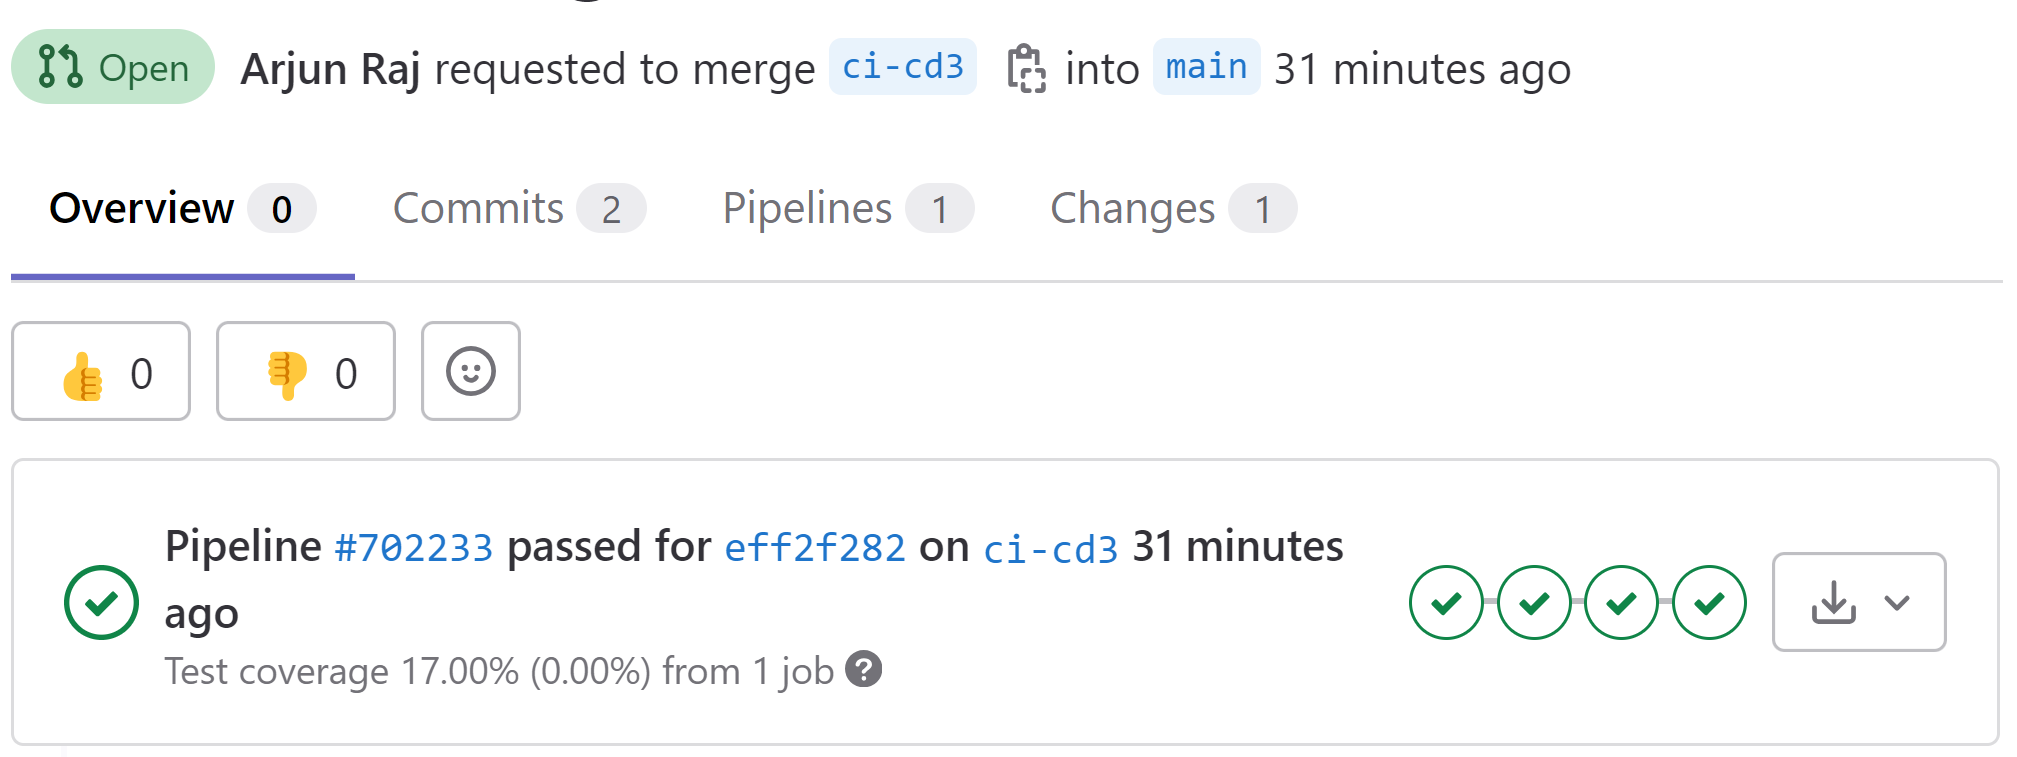 Open Arjun Raj requested to merge ci-cd3 into main 31 minutes ago
Overview 0 Commits 2 Pipelines 1 Changes 1
0 0
Pipeline #702233 passed for eff2f282 on ci-cd3 31 minutes
ago
Test coverage 17.00% (0.00%) from 1 job ?